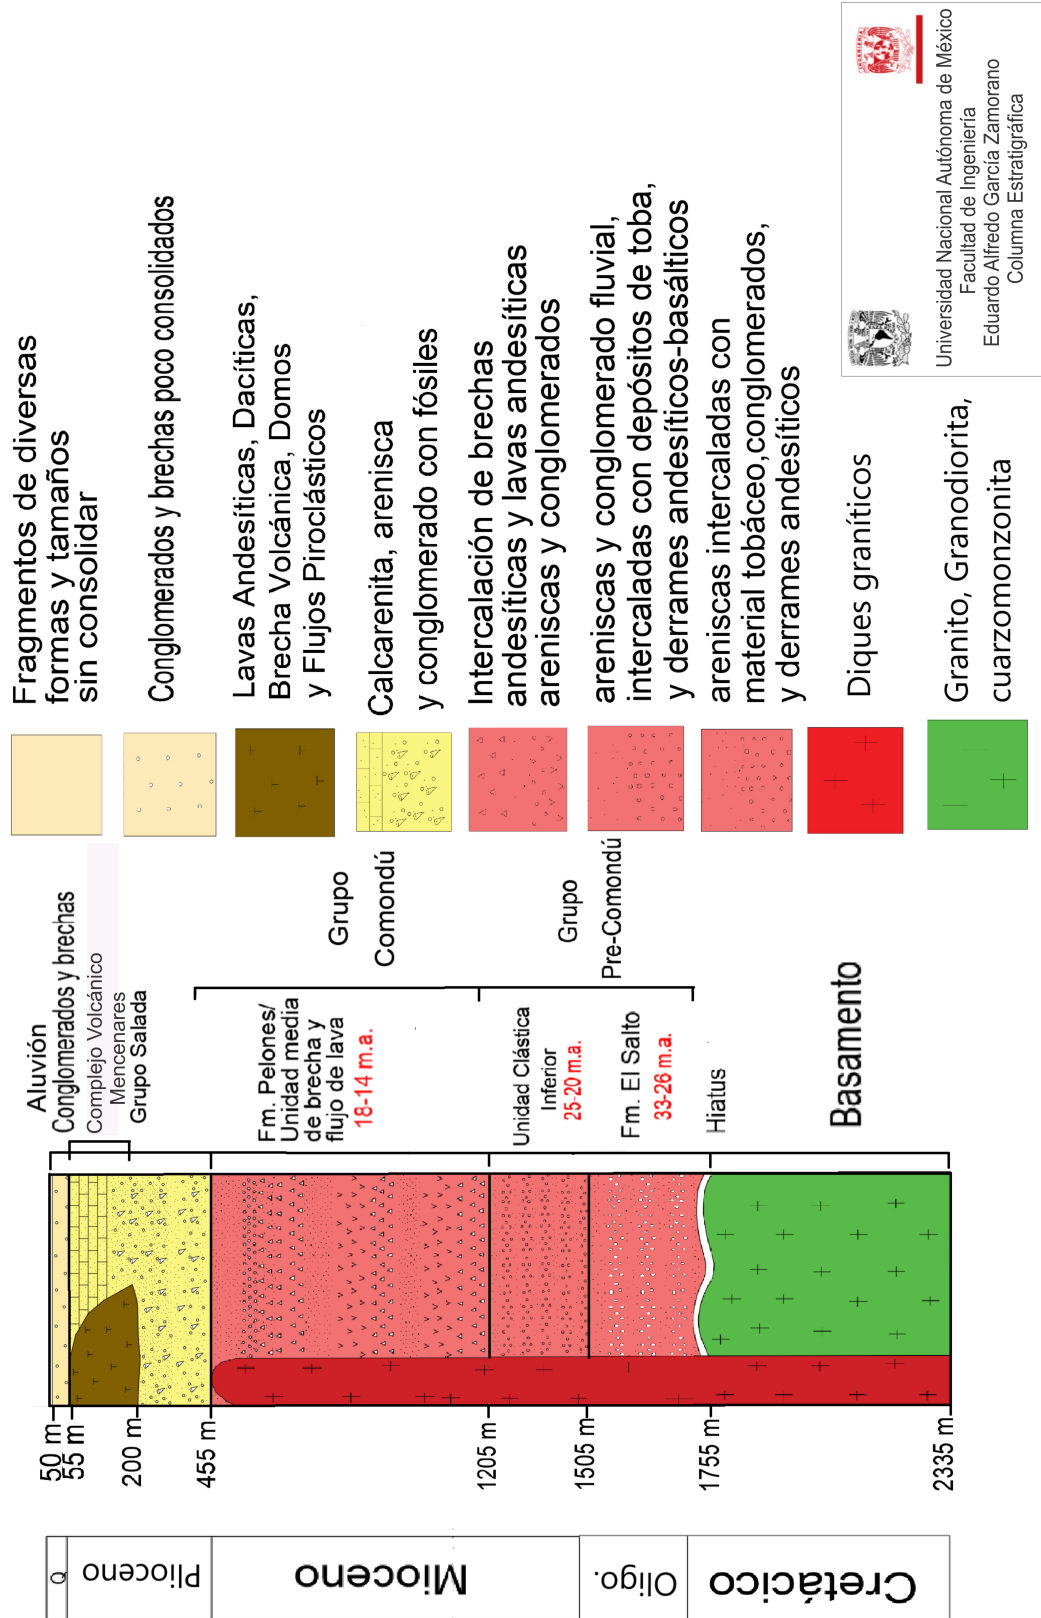 Q
Plioceno
Mioceno
Oligo.
Cretácico
50 m
55 m
200 m
455 m
1205 m
1505 m
1755 m
2335 m
Aluvión
Conglomerados y brechas
Complejo Volcánico
Mencenares
Grupo Salada
Fm. Pelones/
Unidad media
de brecha y
flujo de lava
18-14 m.a.
Unidad Clástica
Inferior
25-20 m.a.
Fm. El Salto
33-26 m.a.
Hiatus
Basamento
Grupo
Comondú
Grupo
Pre-Comondú
Fragmentos de diversas
formas y tamaños
sin consolidar
Conglomerados y brechas poco consolidados
Lavas Andesíticas, Dacíticas,
Brecha Volcánica, Domos
y Flujos Piroclásticos
Calcarenita, arenisca
y conglomerado con fósiles
Intercalación de brechas
andesíticas y lavas andesíticas
areniscas y conglomerados
areniscas y conglomerado fluvial,
intercaladas con depósitos de toba,
y derrames andesíticos-basálticos
areniscas intercaladas con
material tobáceo,conglomerados,
y derrames andesíticos
Diques graníticos
Granito, Granodiorita,
cuarzomonzonita
INGENIERIA
Universidad Nacional Autónoma de México
Facultad de Ingeniería
Eduardo Alfredo García Zamorano
Columna Estratigráfica